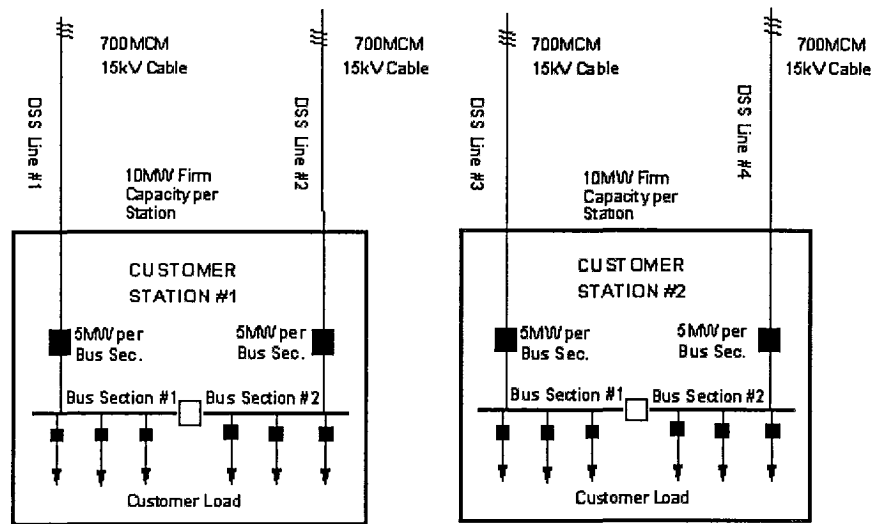 700MCM
15kV Cable
700MCM
15kV Cable
700MCM
15kV Cable
700MCM
15kV Cable
DSS Line #1
DSS Line #2
DSS Line #3
DSS Line #4
10MW Firm
Capacity per
Station
10MW Firm
Capacity per
Station
CUSTOMER
STATION #1
5MW per
Bus Sec.
5MW per
Bus Sec.
Bus Section #1
Bus Section #2
Customer Load
CUSTOMER
STATION #2
5MW per
Bus Sec.
5MW per
Bus Sec.
Bus Section #1
Bus Section #2
Customer Load